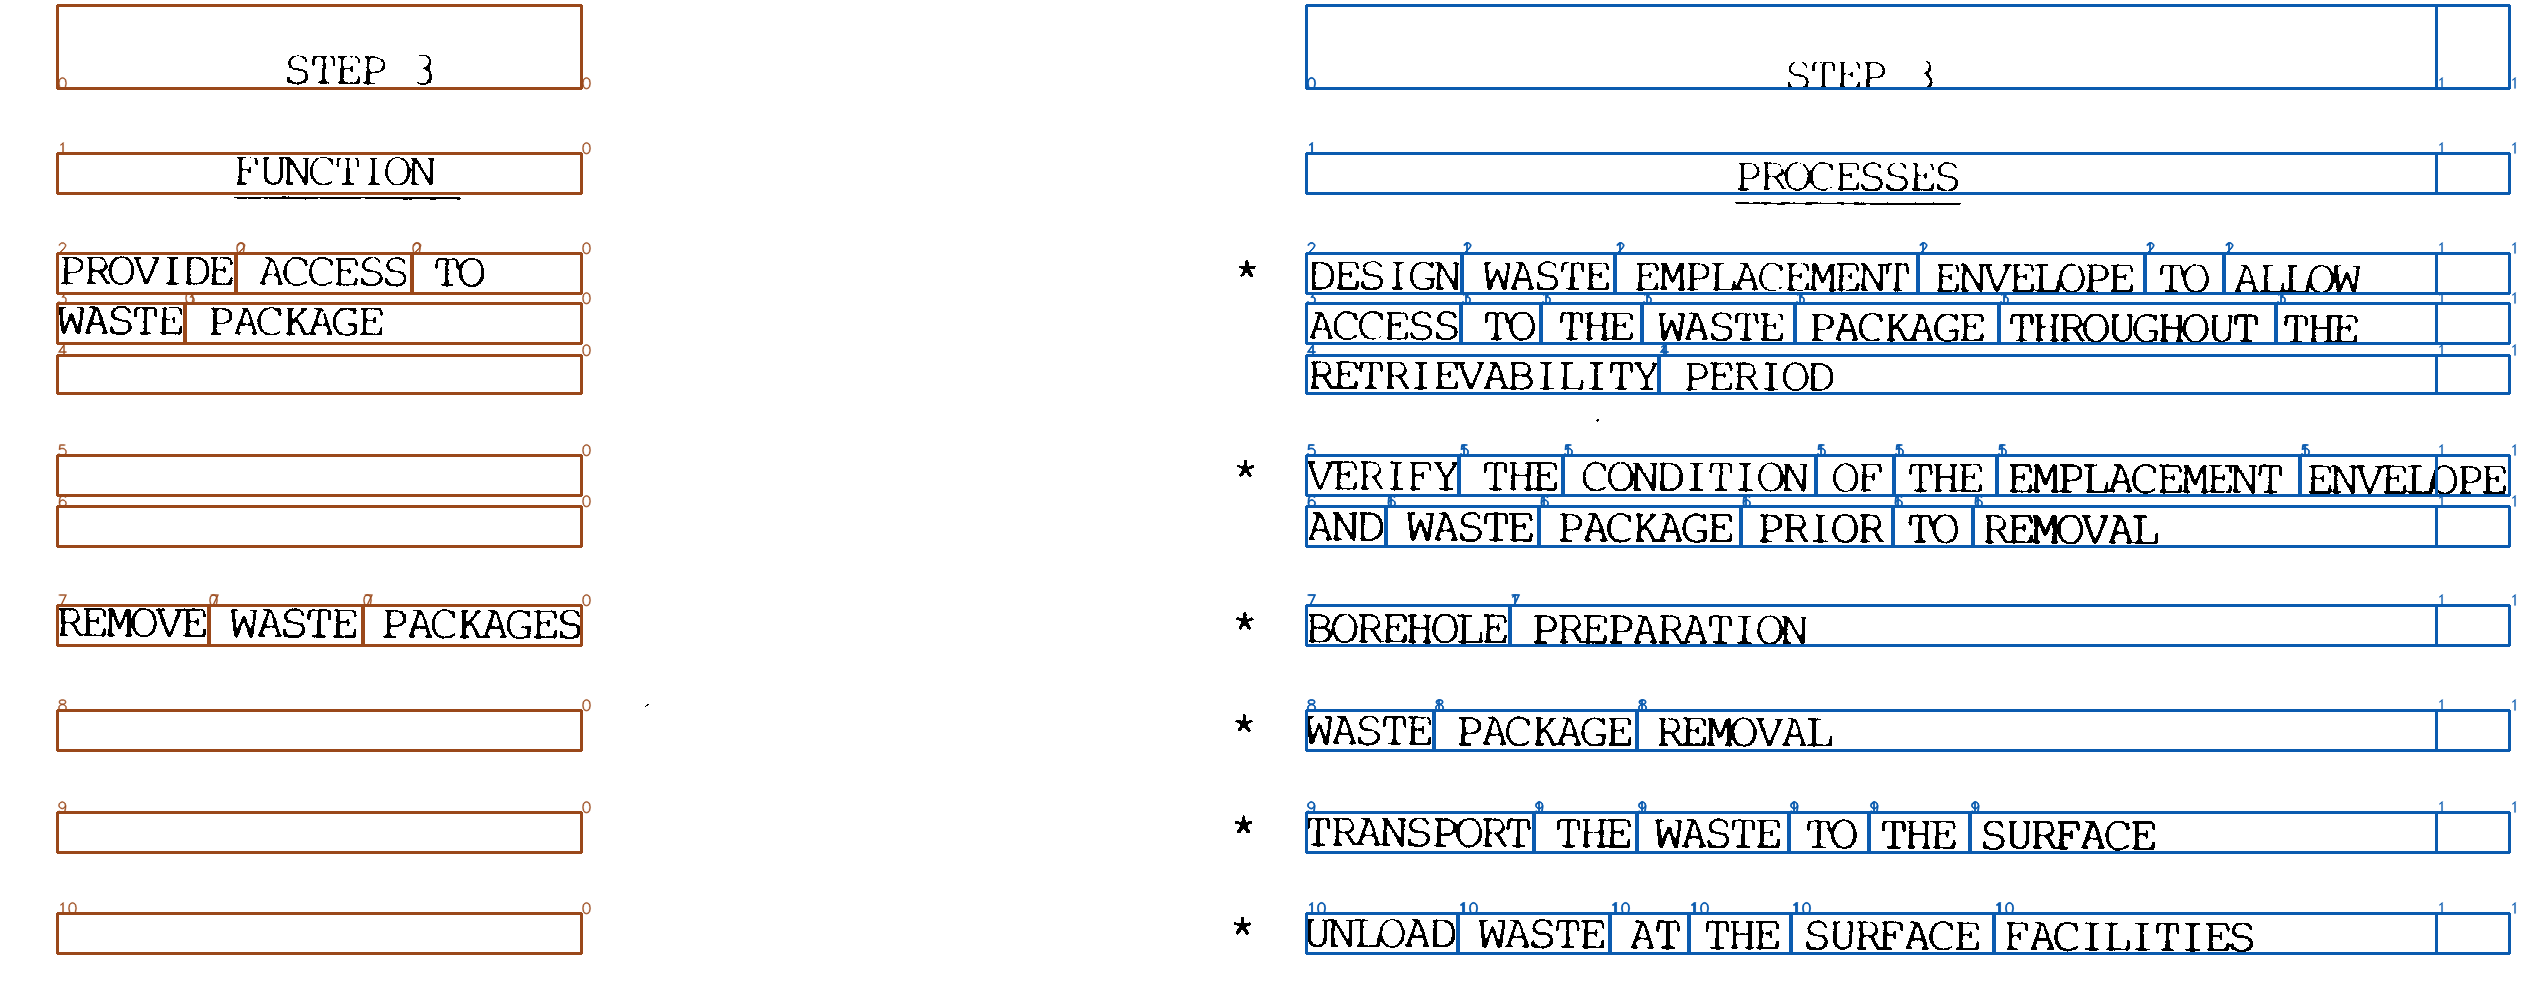 STEP 3
FUNCTION
PROVIDE ACCESS TO
WASTE PACKAGE
REMOVE WASTE PACKAGES
STEP 3
PROCESSES
* DESIGN WASTE EMPLACEMENT ENVELOPE TO ALLOW
ACCESS TO THE WASTE PACKAGE THROUGHOUT THE
RETRIEVABILITY PERIOD
* VERIFY THE CONDITION OF THE EMPLACEMENT ENVELOPE
AND WASTE PACKAGE PRIOR TO REMOVAL
* BOREHOLE PREPARATION
* WASTE PACKAGE REMOVAL
* TRANSPORT THE WASTE TO THE SURFACE
* UNLOAD WASTE AT THE SURFACE FACILITIES